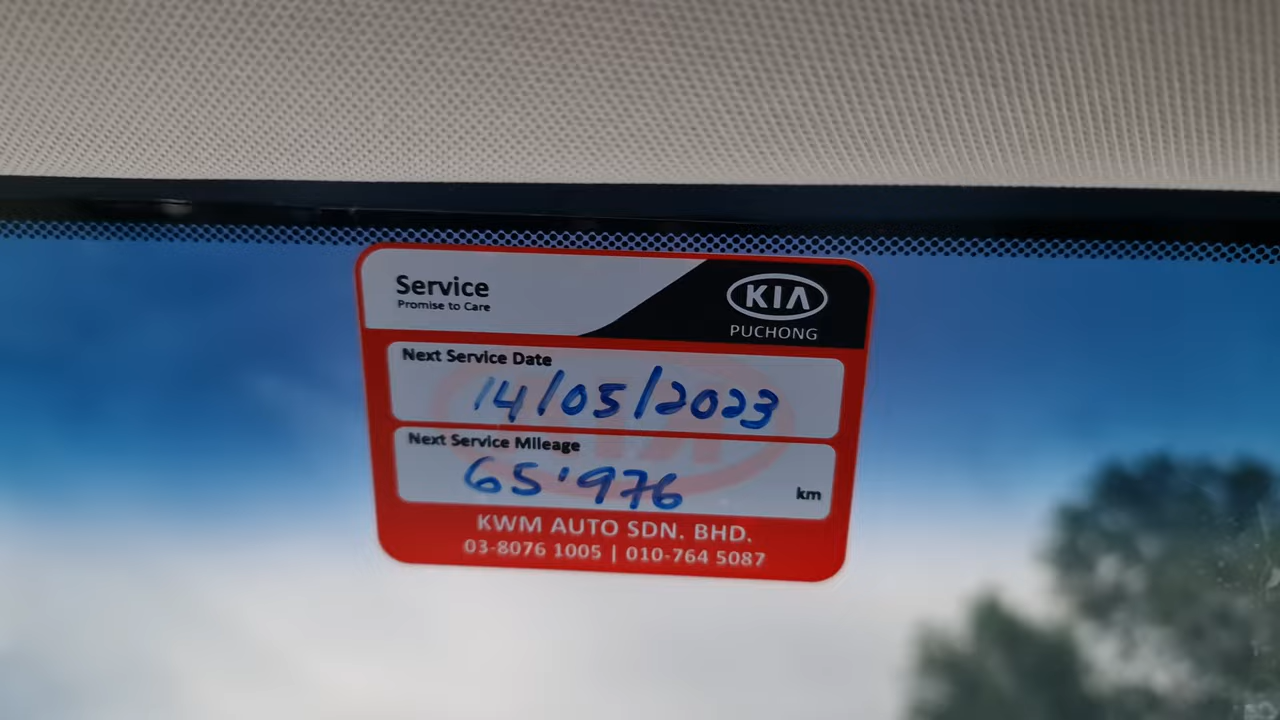 Service
Promise to Care
KIA
PUCHONG
Next Service Date
14/05/2023
Next Service Mileage
65'976
km
KWM AUTO SDN. BHD.
03-8076 1005 | 010-764 5087